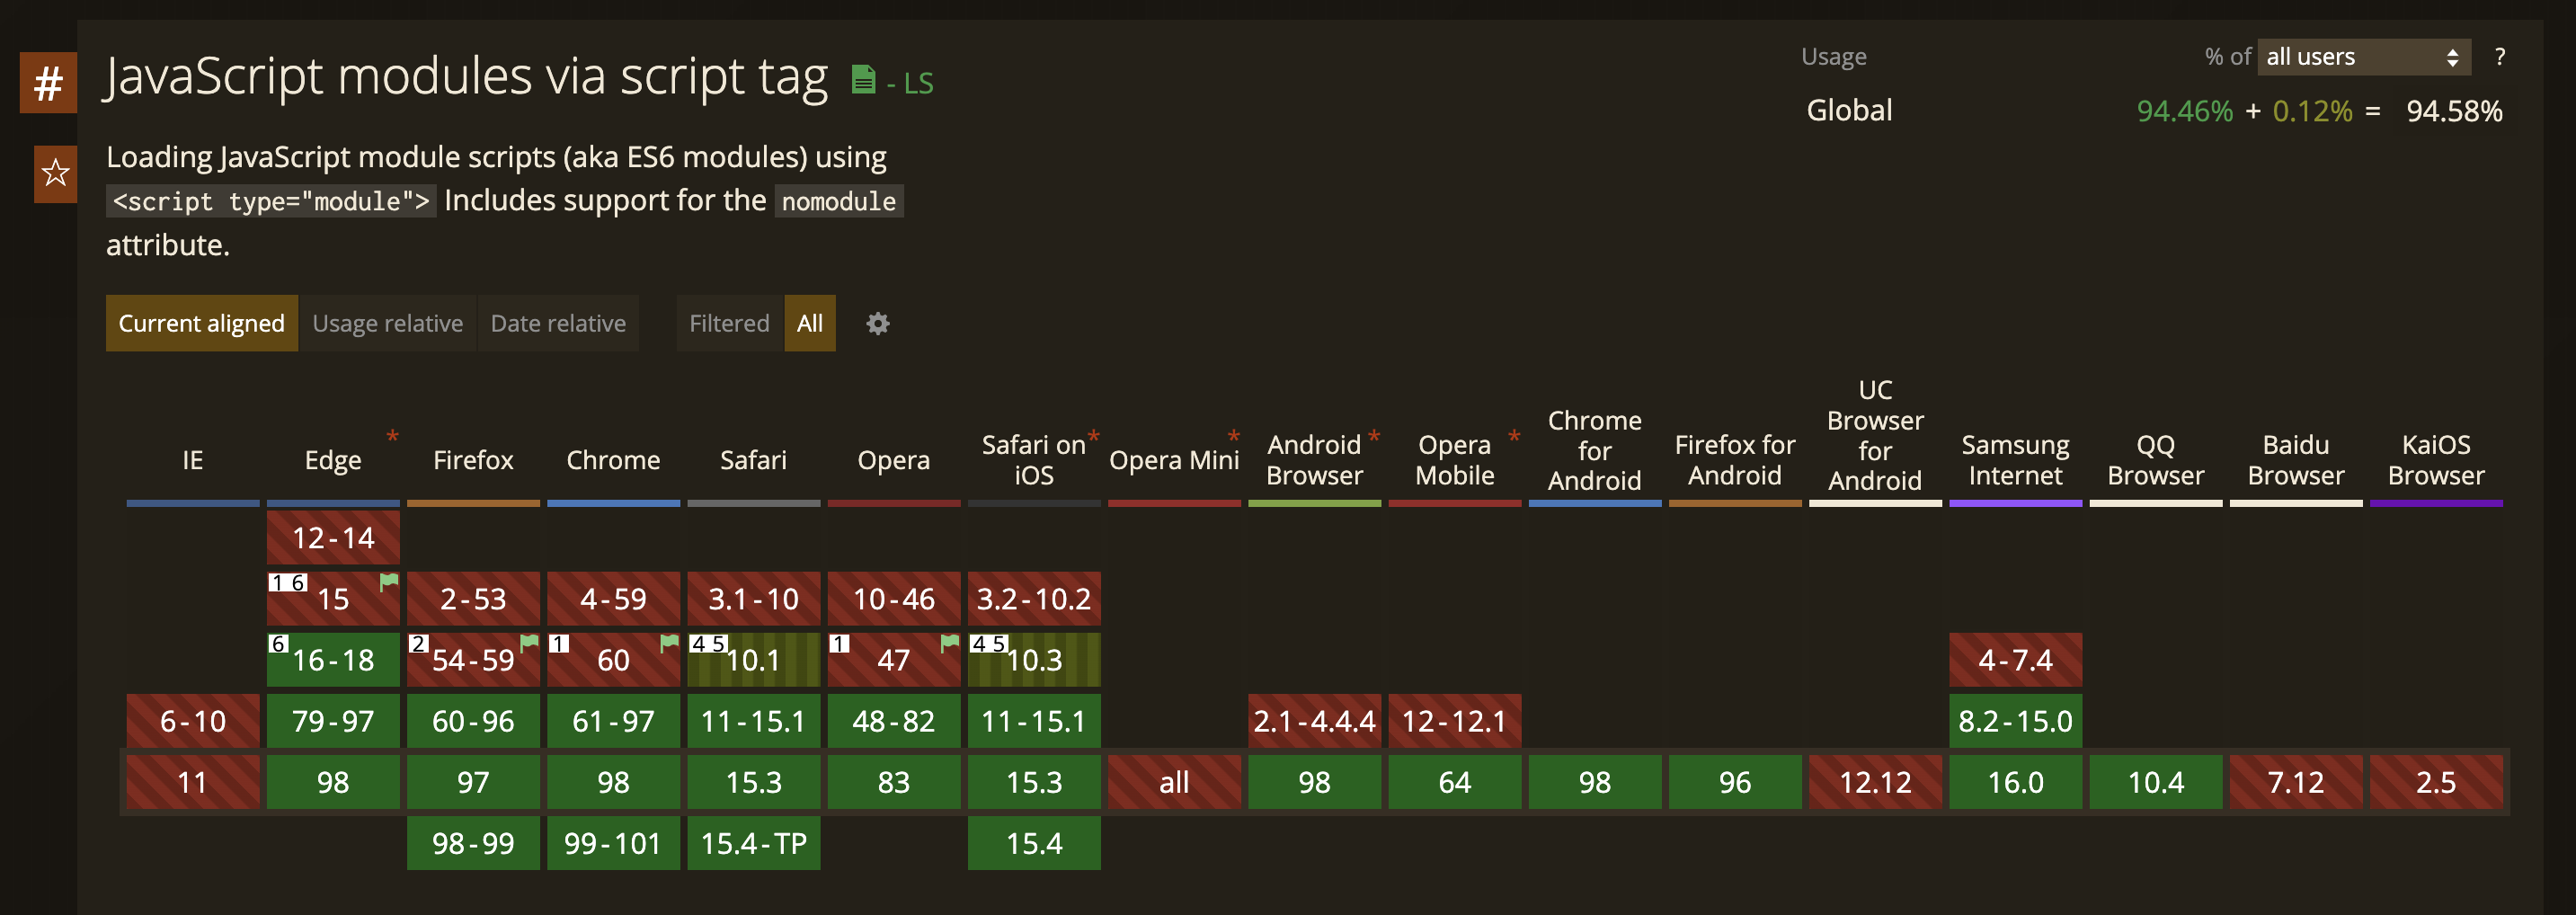 #
JavaScript modules via script tag - LS
Usage % of all users ?
Global 94.46% + 0.12% = 94.58%
Loading JavaScript module scripts (aka ES6 modules) using
<script type="module"> Includes support for the nomodule
attribute.
Current aligned Usage relative Date relative Filtered All
IE Edge * Firefox Chrome Safari Opera Safari on iOS * Opera Mini * Android Browser * Opera Mobile * Chrome for Android Firefox for Android UC Browser for Android Samsung Internet QQ Browser Baidu Browser KaiOS Browser
12-14
1 6 15 2-53 4-59 3.1-10 10-46 3.2-10.2
6 16-18 2 54-59 1 60 4 5 10.1 1 47 4 5 10.3 4-7.4
6-10 79-97 60-96 61-97 11-15.1 48-82 11-15.1 2.1-4.4.4 12-12.1 8.2-15.0
11 98 97 98 15.3 83 15.3 all 98 64 98 96 12.12 16.0 10.4 7.12 2.5
98-99 99-101 15.4-TP 15.4